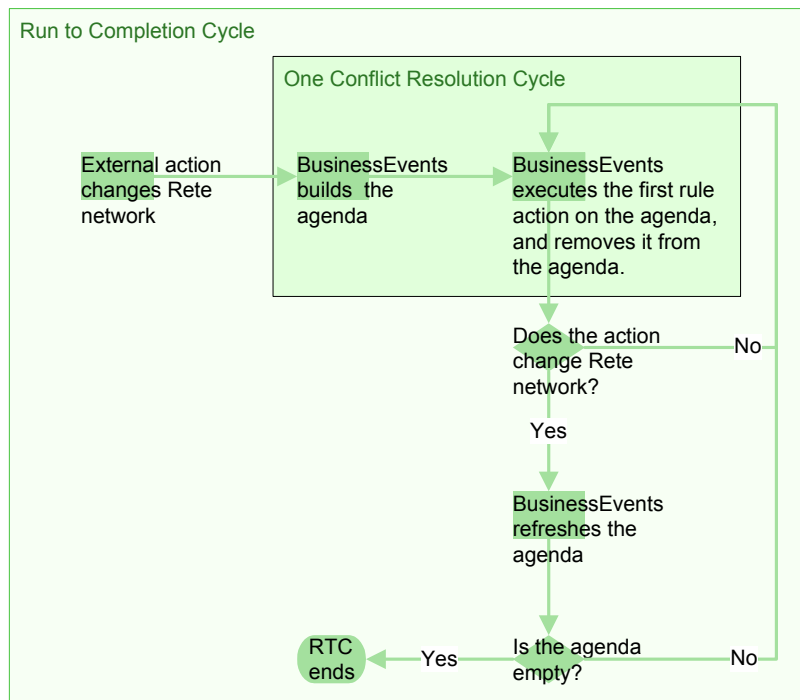 Run to Completion Cycle
One Conflict Resolution Cycle
External action
changes Rete
network
BusinessEvents
builds the
agenda
BusinessEvents
executes the first rule
action on the agenda,
and removes it from
the agenda.
Does the action
change Rete
network?
No
Yes
BusinessEvents
refreshes the
agenda
Is the agenda
empty?
No
Yes
RTC
ends